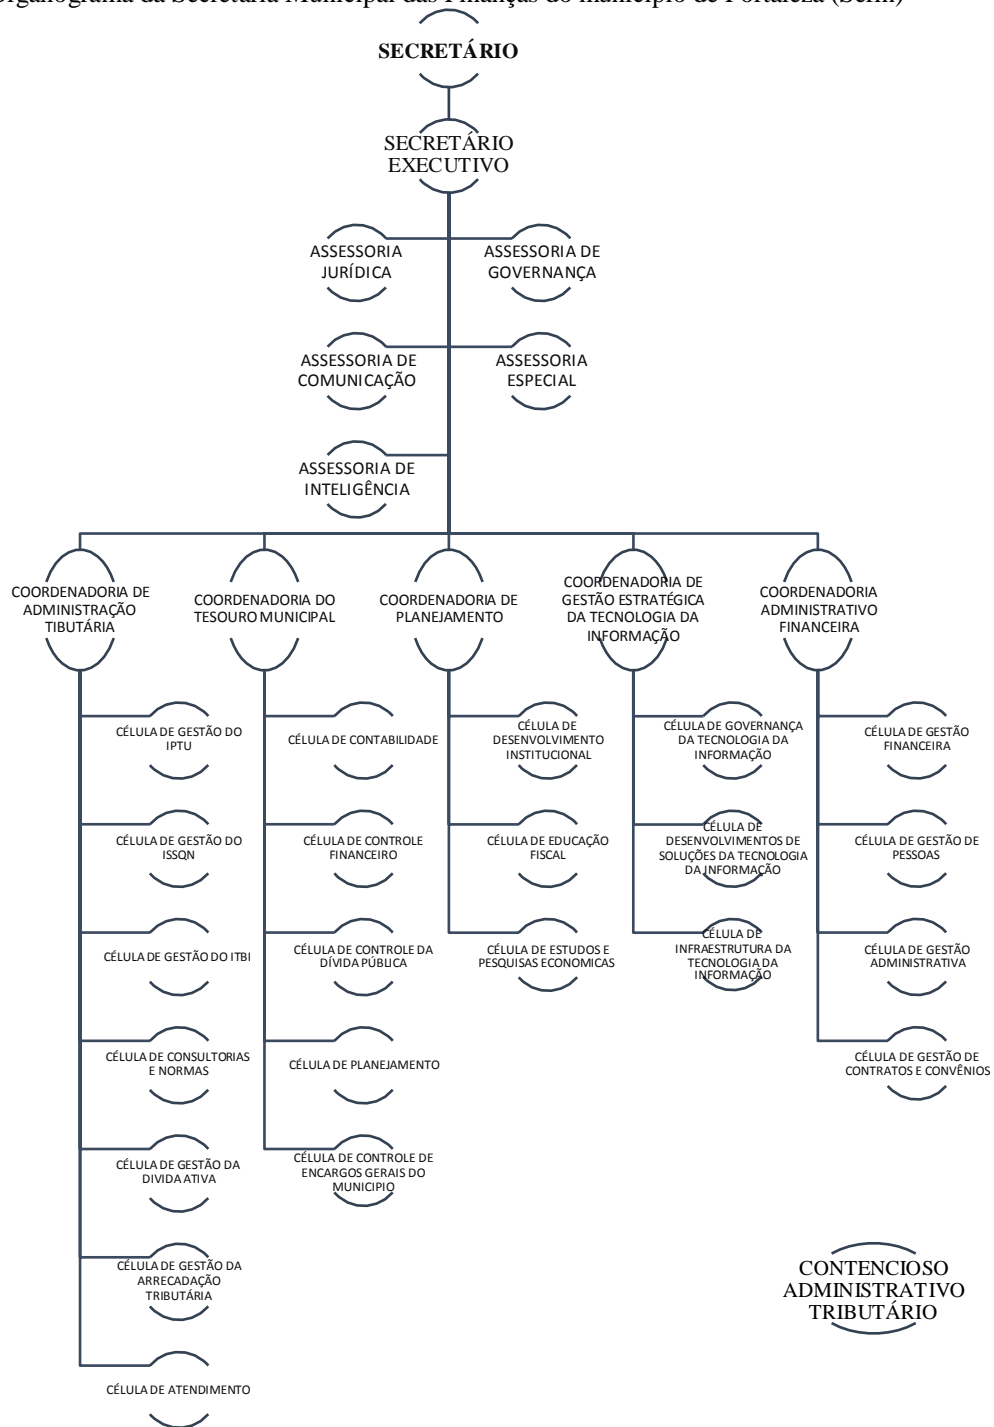 organograma da Secretaria Municipal das Finanças do município de Fortaleza (Sefin)
SECRETÁRIO
SECRETÁRIO
EXECUTIVO
ASSESSORIA
JURÍDICA
ASSESSORIA DE
GOVERNANÇA
ASSESSORIA DE
COMUNICAÇÃO
ASSESSORIA
ESPECIAL
ASSESSORIA DE
INTELIGÊNCIA
COORDENADORIA DE
ADMINISTRAÇÃO
TIBUTÁRIA
COORDENADORIA DO
TESOURO MUNICIPAL
COORDENADORIA DE
PLANEJAMENTO
COORDENADORIA DE
GESTÃO ESTRATÉGICA
DA TECNOLOGIA DA
INFORMAÇÃO
COORDENADORIA
ADMINISTRATIVO
FINANCEIRA
CÉLULA DE GESTÃO DO
IPTU
CÉLULA DE GESTÃO DO
ISSQN
CÉLULA DE GESTÃO DO ITBI
CÉLULA DE CONSULTORIAS
E NORMAS
CÉLULA DE GESTÃO DA
DIVIDA ATIVA
CÉLULA DE GESTÃO DA
ARRECADAÇÃO
TRIBUTÁRIA
CÉLULA DE ATENDIMENTO
CÉLULA DE CONTABILIDADE
CÉLULA DE CONTROLE
FINANCEIRO
CÉLULA DE CONTROLE DA
DÍVIDA PÚBLICA
CÉLULA DE PLANEJAMENTO
CÉLULA DE CONTROLE DE
ENCARGOS GERAIS DO
MUNICIPIO
CÉLULA DE
DESENVOLVIMENTO
INSTITUCIONAL
CÉLULA DE EDUCAÇÃO
FISCAL
CÉLULA DE ESTUDOS E
PESQUISAS ECONOMICAS
CÉLULA DE GOVERNANÇA
DA TECNOLOGIA DA
INFORMAÇÃO
CÉLULA DE
DESENVOLVIMENTOS DE
SOLUÇÕES DA TECNOLOGIA
DA INFORMAÇÃO
CÉLULA DE
INFRAESTRUTURA DA
TECNOLOGIA DA
INFORMAÇÃO
CÉLULA DE GESTÃO
FINANCEIRA
CÉLULA DE GESTÃO DE
PESSOAS
CÉLULA DE GESTÃO
ADMINISTRATIVA
CÉLULA DE GESTÃO DE
CONTRATOS E CONVÊNIOS
CONTENCIOSO
ADMINISTRATIVO
TRIBUTÁRIO